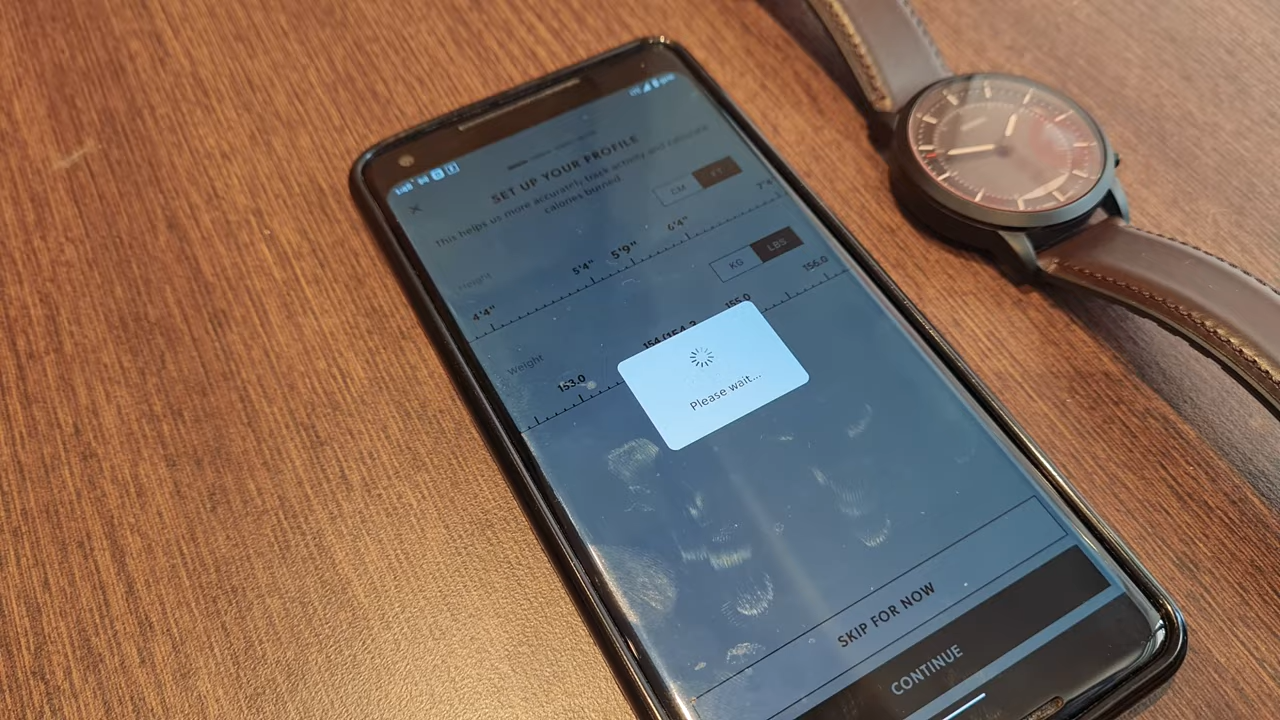 SET UP YOUR PROFILE
This helps us more accurately track activity and calculate
calories burned
Height
CM FT
4'4" 5'4" 5'9" 6'4"
Weight
KG LBS
153.0 155.0 156.0
Please wait...
SKIP FOR NOW
CONTINUE